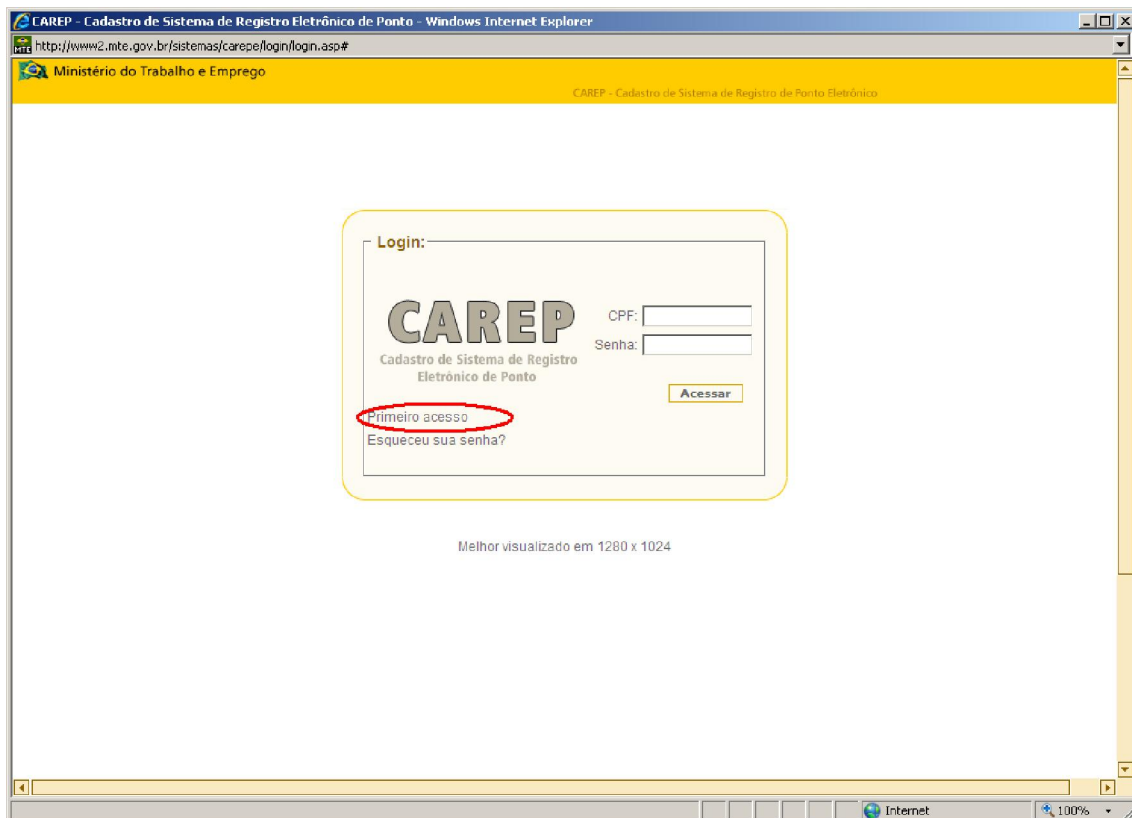 CAREP - Cadastro de Sistema de Registro Eletrônico de Ponto - Windows Internet Explorer
MTE http://www2.mte.gov.br/sistemas/carepe/login/login.asp#
Ministério do Trabalho e Emprego
CAREP - Cadastro de Sistema de Registro de Ponto Eletrônico
Login:
CAREP
Cadastro de Sistema de Registro
Eletrônico de Ponto
CPF:
Senha:
Acessar
Primeiro acesso
Esqueceu sua senha?
Melhor visualizado em 1280 x 1024
Internet
100%